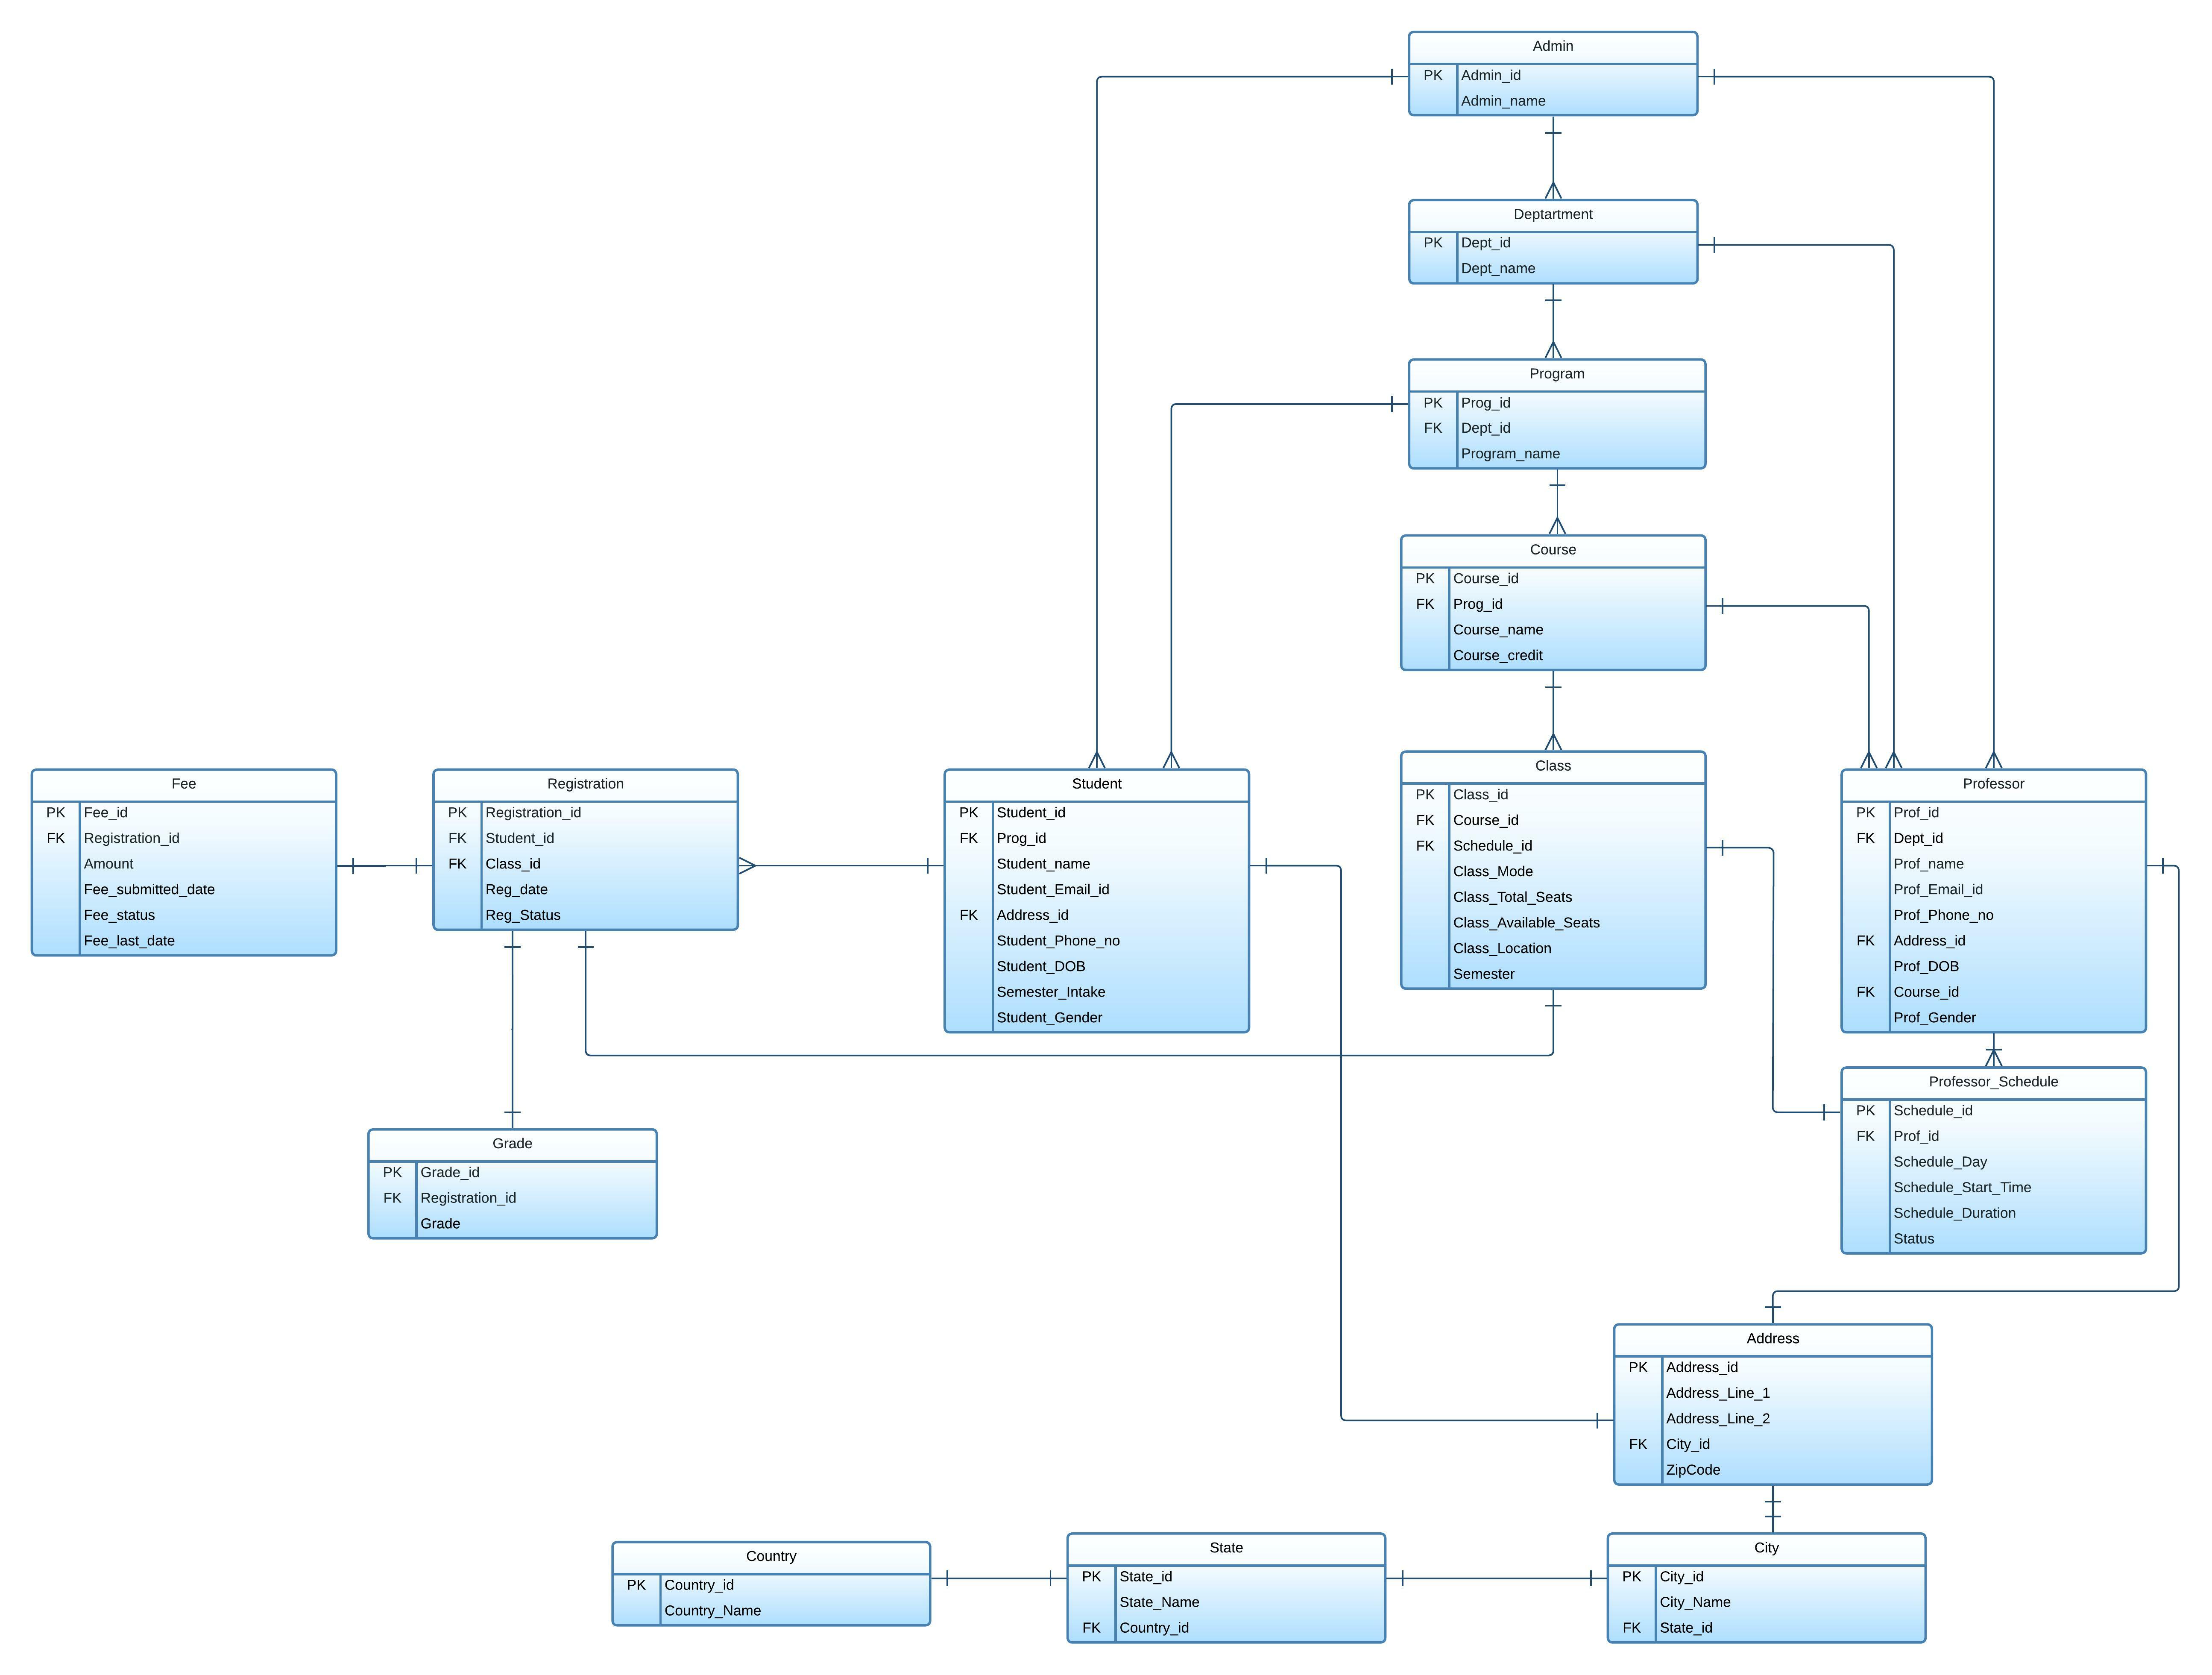 Admin
PK Admin_id
Admin_name
Deptartment
PK Dept_id
Dept_name
Program
PK Prog_id
FK Dept_id
Program_name
Course
PK Course_id
FK Prog_id
Course_name
Course_credit
Fee
PK Fee_id
FK Registration_id
Amount
Fee_submitted_date
Fee_status
Fee_last_date
Registration
PK Registration_id
FK Student_id
FK Class_id
Reg_date
Reg_Status
Student
PK Student_id
FK Prog_id
Student_name
Student_Email_id
FK Address_id
Student_Phone_no
Student_DOB
Semester_Intake
Student_Gender
Class
PK Class_id
FK Course_id
FK Schedule_id
Class_Mode
Class_Total_Seats
Class_Available_Seats
Class_Location
Semester
Professor
PK Prof_id
FK Dept_id
Prof_name
Prof_Email_id
Prof_Phone_no
FK Address_id
Prof_DOB
FK Course_id
Prof_Gender
Professor_Schedule
PK Schedule_id
FK Prof_id
Schedule_Day
Schedule_Start_Time
Schedule_Duration
Status
Grade
PK Grade_id
FK Registration_id
Grade
Address
PK Address_id
Address_Line_1
Address_Line_2
FK City_id
ZipCode
Country
PK Country_id
Country_Name
State
PK State_id
State_Name
FK Country_id
City
PK City_id
City_Name
FK State_id